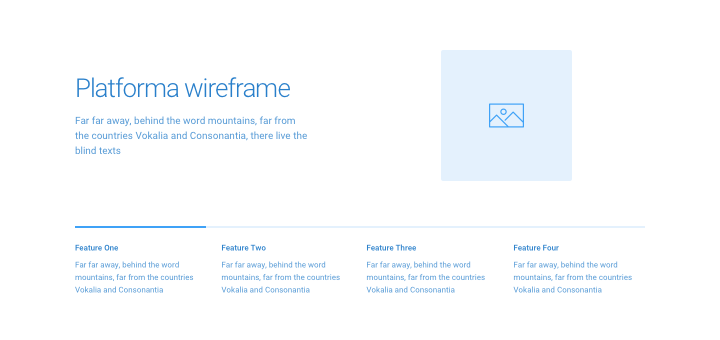 Platforma wireframe
Far far away, behind the word mountains, far from
the countries Vokalia and Consonantia, there live the
blind texts
Feature One
Far far away, behind the word
mountains, far from the countries
Vokalia and Consonantia
Feature Two
Far far away, behind the word
mountains, far from the countries
Vokalia and Consonantia
Feature Three
Far far away, behind the word
mountains, far from the countries
Vokalia and Consonantia
Feature Four
Far far away, behind the word
mountains, far from the countries
Vokalia and Consonantia